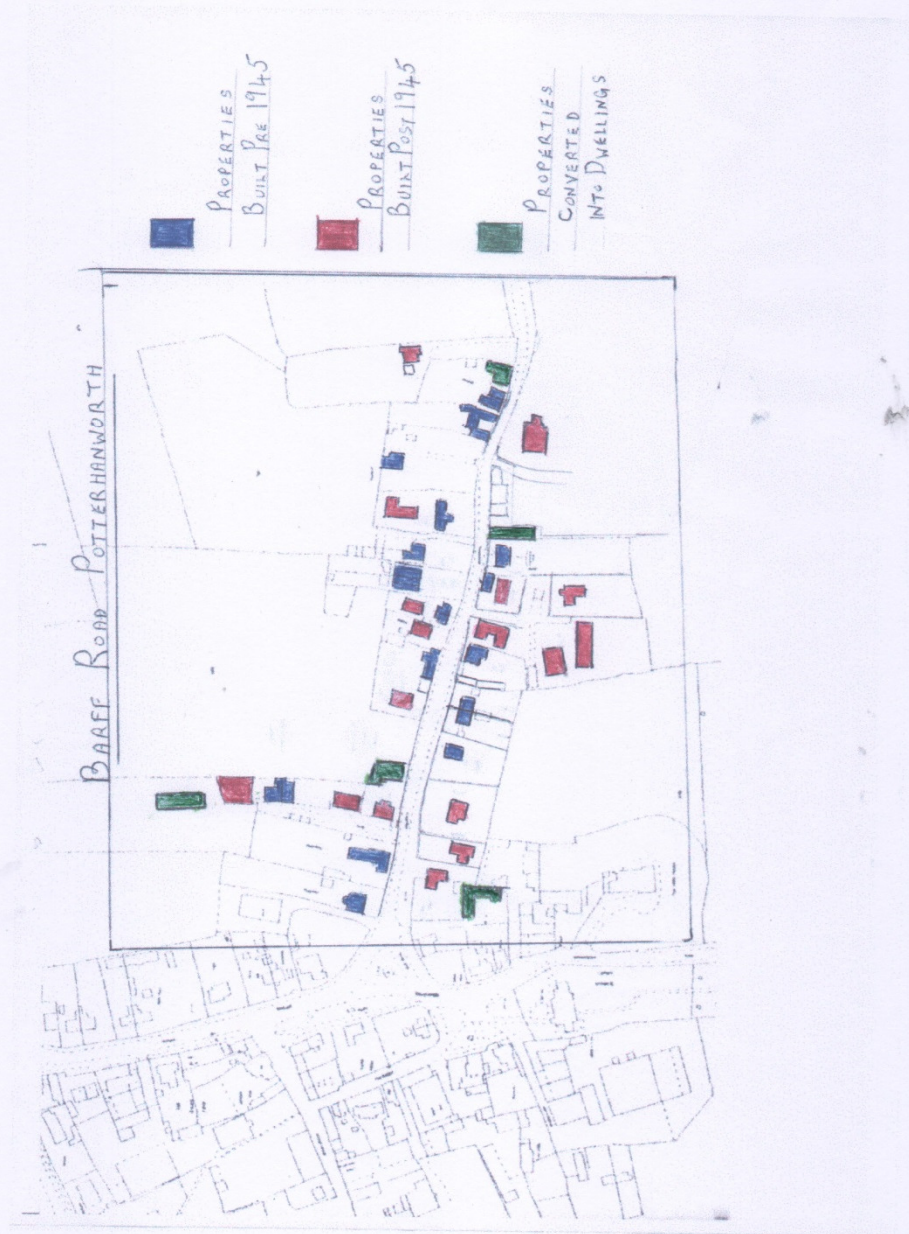 BARFF ROAD POTTERHANWORTH
PROPERTIES
BUILT PRE 1945
PROPERTIES
BUILT POST 1945
PROPERTIES
CONVERTED
INTO DWELLINGS